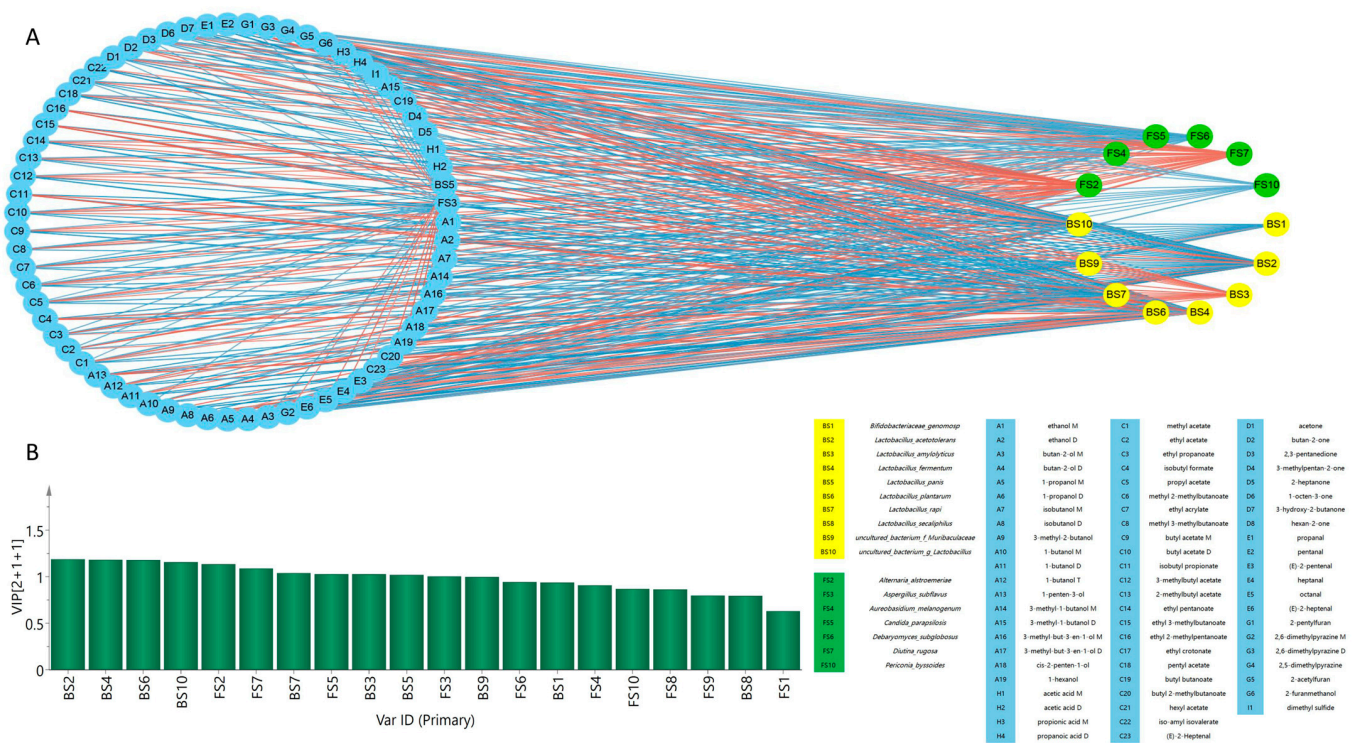 A
D6 D7 E1 E2 G1 G3 G4 G5 G6 H3 H4 I1 A15 C19 D4 D5 H1 H2 BS5 FS3 A1 A2 A7 A14 A16 A17 A18 A19 C20 C23 E3 E4 E5 E6 G2 A3 A4 A5 A6 A8 A9 A10 A11 A12 A13 C1 C2 C3 C4 C5 C6 C7 C8 C9 C10 C11 C12 C13 C14 C15 C16 C18 C21 C22 D1 D2 D3
FS5 FS6
FS4 FS7
FS2 FS10
BS10 BS1
BS9 BS2
BS7 BS3
BS6 BS4
B
VIP[2+1+1]
1.5
1
0.5
0
BS2 BS4 BS6 BS10 FS2 FS7 BS7 FS5 BS3 BS5 FS3 BS9 FS6 BS1 FS4 FS10 FS8 FS9 BS8 FS1
Var ID (Primary)
BS1 Bifidobacteriaceae_genomosp A1 ethanol M C1 methyl acetate D1 acetone
BS2 Lactobacillus_acetotolerans A2 ethanol D C2 ethyl acetate D2 butan-2-one
BS3 Lactobacillus_amylolyticus A3 butan-2-ol M C3 ethyl propanoate D3 2,3-pentanedione
BS4 Lactobacillus_fermentum A4 butan-2-ol D C4 isobutyl formate D4 3-methylpentan-2-one
BS5 Lactobacillus_panis A5 1-propanol M C5 propyl acetate D5 2-heptanone
BS6 Lactobacillus_plantarum A6 1-propanol D C6 methyl 2-methylbutanoate D6 1-octen-3-one
BS7 Lactobacillus_rapi A7 isobutanol M C7 ethyl acrylate D7 3-hydroxy-2-butanone
BS8 Lactobacillus_secaliphilus A8 isobutanol D C8 methyl 3-methylbutanoate D8 hexan-2-one
BS9 uncultured_bacterium_f_Muribaculaceae A9 3-methyl-2-butanol C9 butyl acetate M E1 propanal
BS10 uncultured_bacterium_g_Lactobacillus A10 1-butanol M C10 butyl acetate D E2 pentanal
A11 1-butanol D C11 isobutyl propionate E3 (E)-2-pentenal
FS2 Alternaria_alstroemeriae A12 1-butanol T C12 3-methylbutyl acetate E4 heptanal
FS3 Aspergillus_subflavus A13 1-penten-3-ol C13 2-methylbutyl acetate E5 octanal
FS4 Aureobasidium_melanogenum A14 3-methyl-1-butanol M C14 ethyl pentanoate E6 (E)-2-heptenal
FS5 Candida_parapsilosis A15 3-methyl-1-butanol D C15 ethyl 3-methylbutanoate G1 2-pentylfuran
FS6 Debaryomyces_subglobosus A16 3-methyl-but-3-en-1-ol M C16 ethyl 2-methylpentanoate G2 2,6-dimethylpyrazine M
FS7 Diutina_rugosa A17 3-methyl-but-3-en-1-ol D C17 ethyl crotonate G3 2,6-dimethylpyrazine D
FS10 Periconia_byssoides A18 cis-2-penten-1-ol C18 pentyl acetate G4 2,5-dimethylpyrazine
A19 1-hexanol C19 butyl butanoate G5 2-acetylfuran
H1 acetic acid M C20 butyl 2-methylbutanoate G6 2-furanmethanol
H2 acetic acid D C21 hexyl acetate I1 dimethyl sulfide
H3 propionic acid M C22 iso-amyl isovalerate
H4 propanoic acid D C23 (E)-2-Heptenal